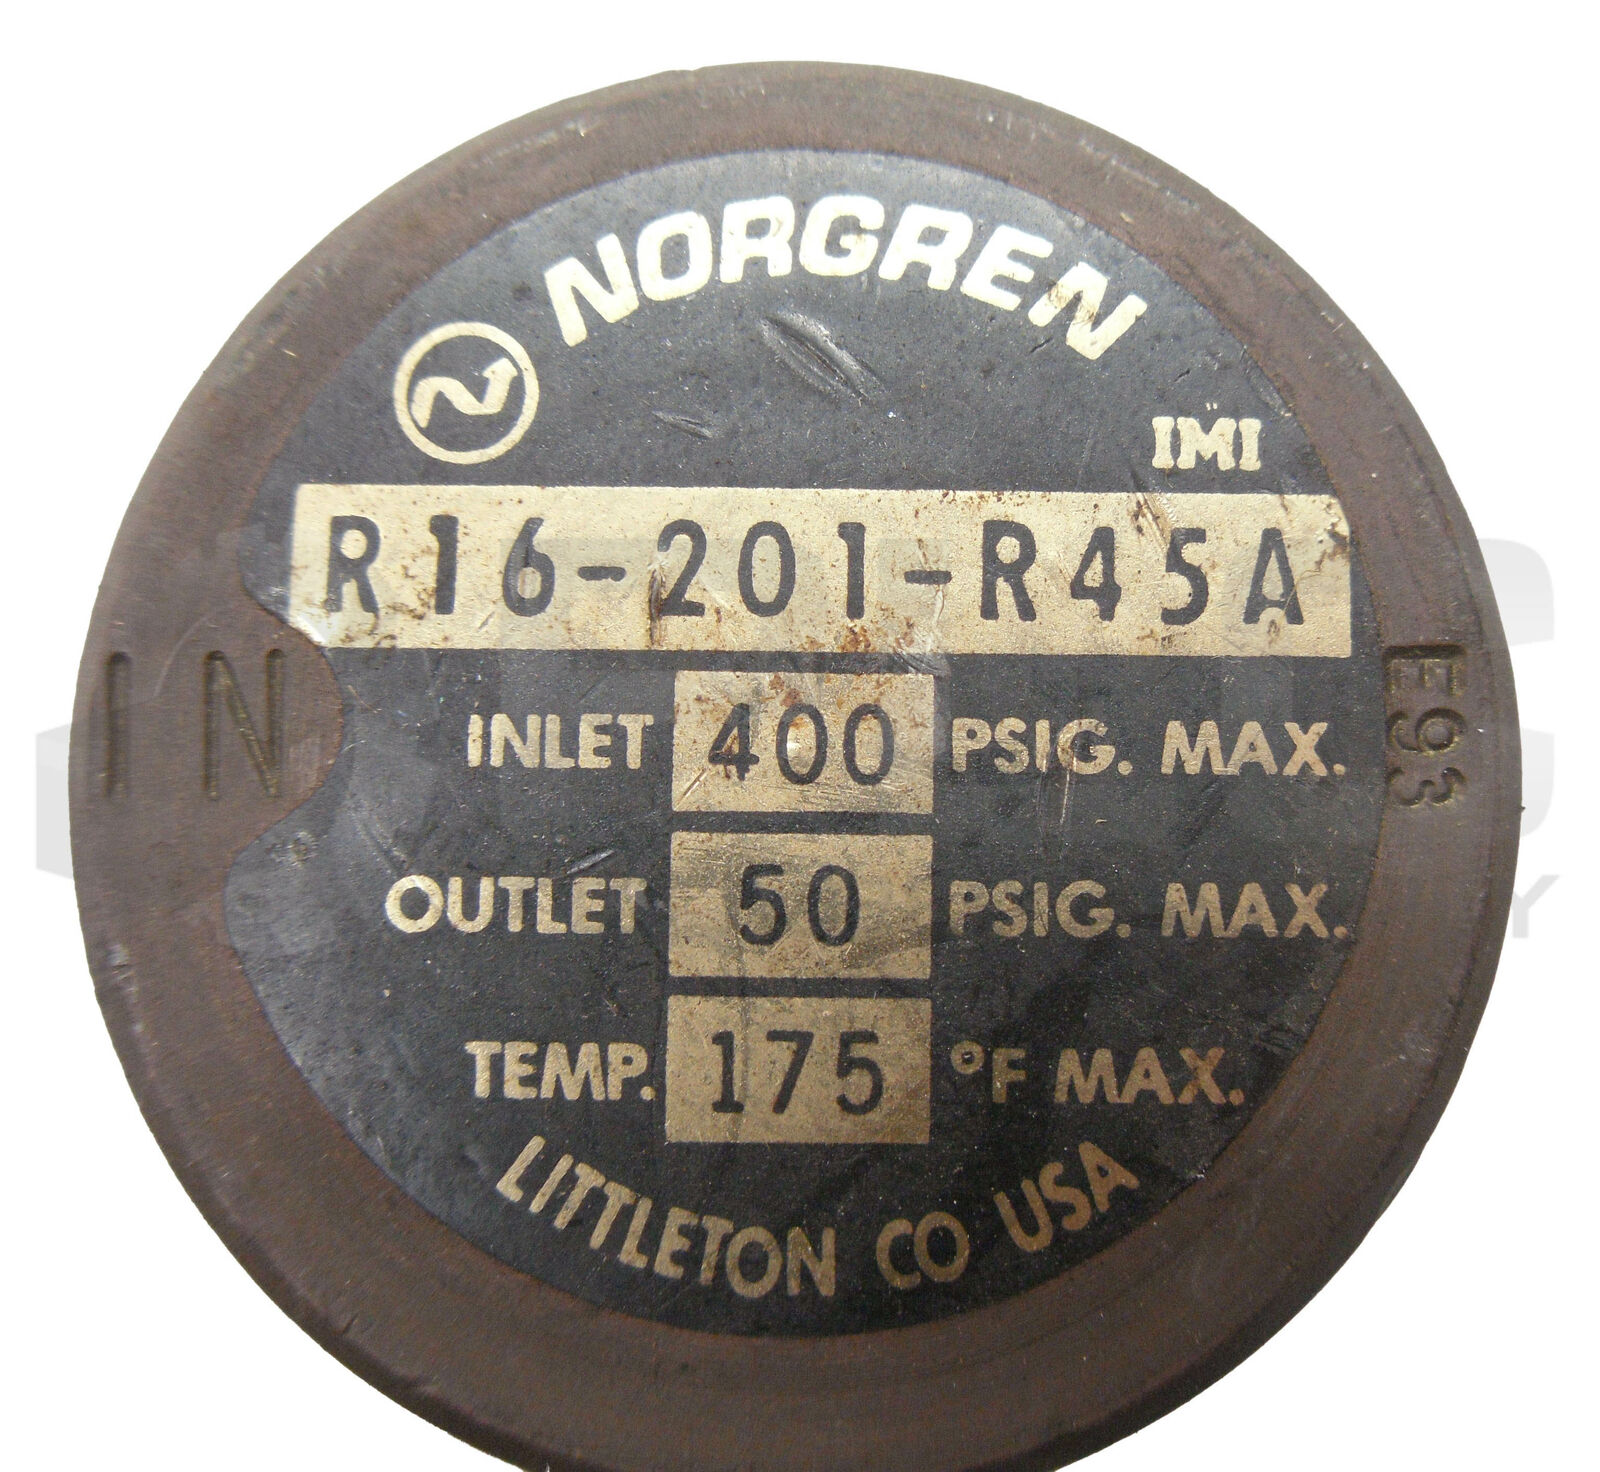 NORGREN
IMI
R16-201-R45A
IN
INLET 400 PSIG. MAX.
E93
OUTLET 50 PSIG. MAX.
TEMP. 175 °F MAX.
LITTLETON CO USA